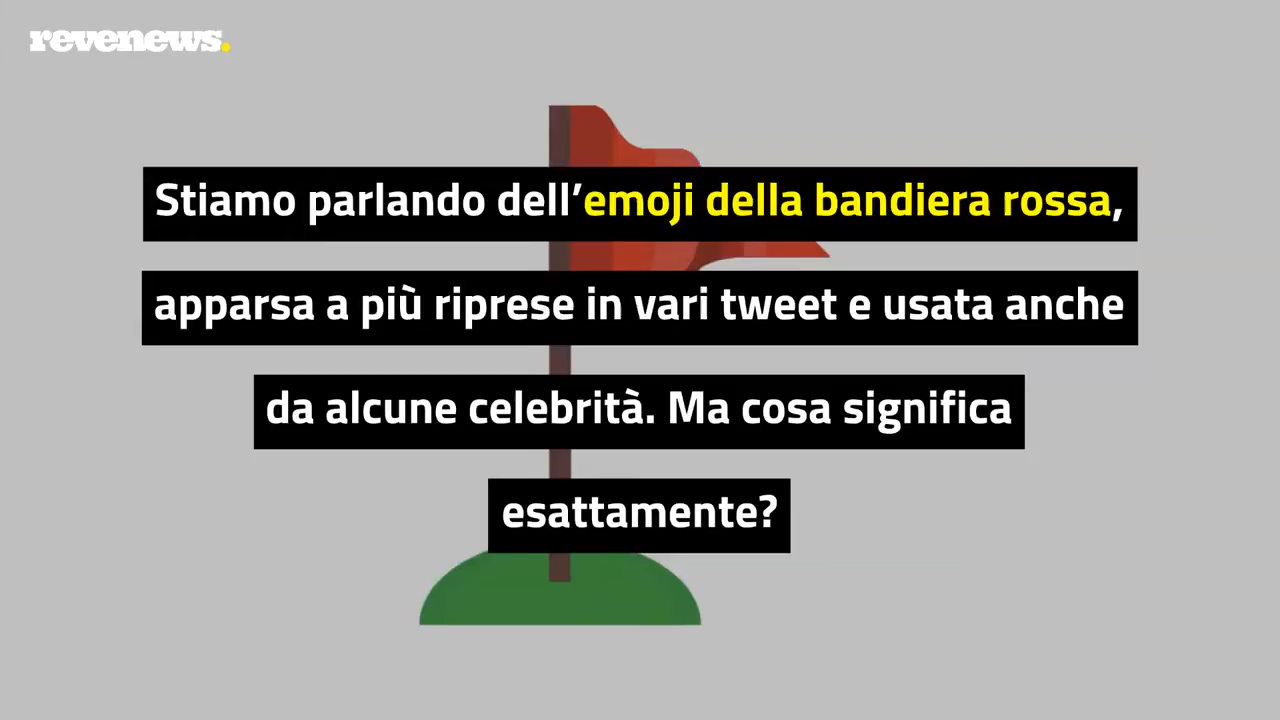 revenews.
Stiamo parlando dell’emoji della bandiera rossa,
apparsa a più riprese in vari tweet e usata anche
da alcune celebrità. Ma cosa significa
esattamente?